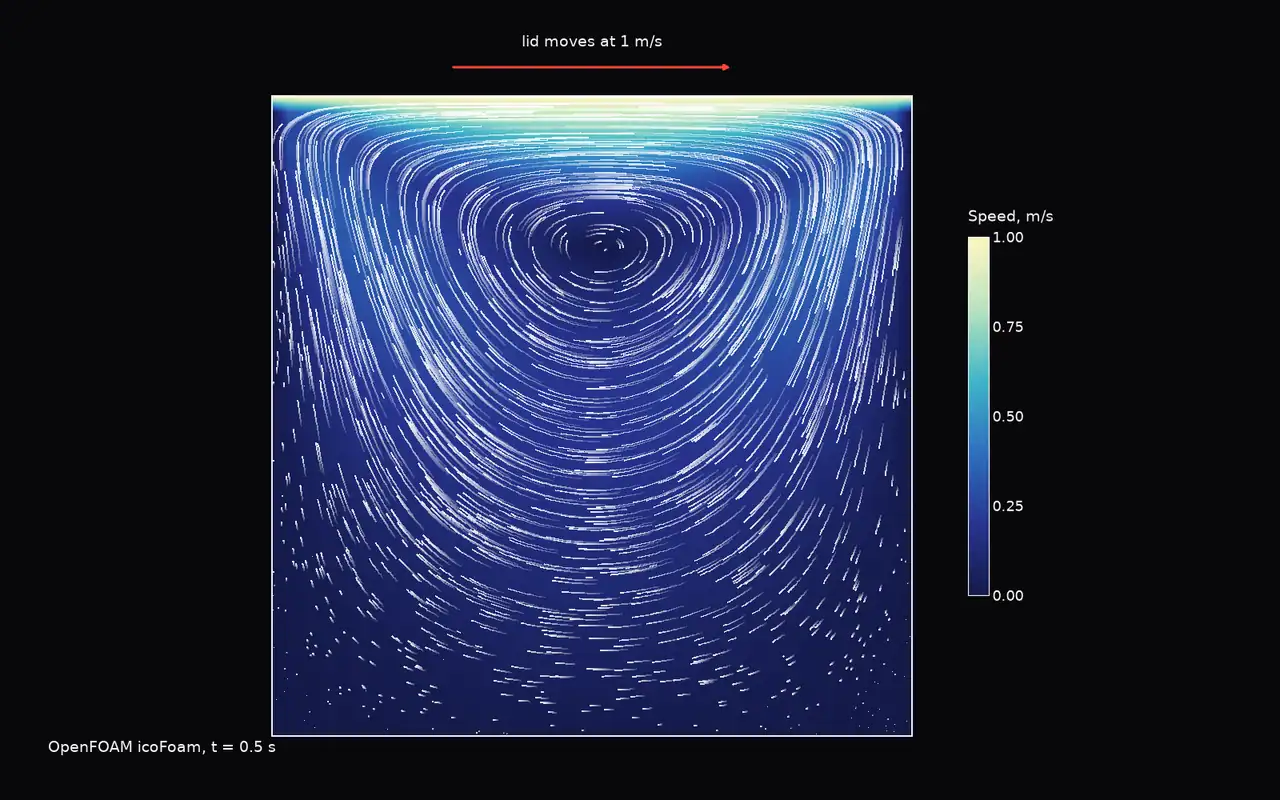 lid moves at 1 m/s
Speed, m/s
1.00
0.75
0.50
0.25
0.00
OpenFOAM icoFoam, t = 0.5 s